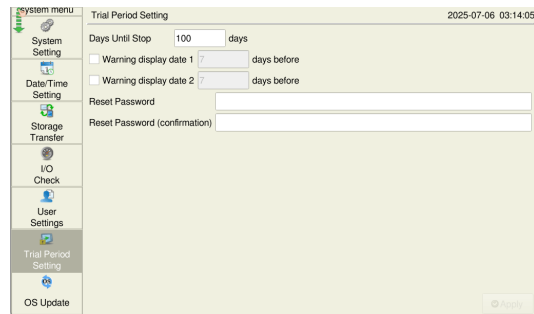 system menu
Trial Period Setting 2025-07-06 03:14:05
System
Setting
Date/Time
Setting
Storage
Transfer
I/O
Check
User
Settings
Trial Period
Setting
OS Update
Days Until Stop 100 days
Warning display date 1 7 days before
Warning display date 2 7 days before
Reset Password
Reset Password (confirmation)
Apply